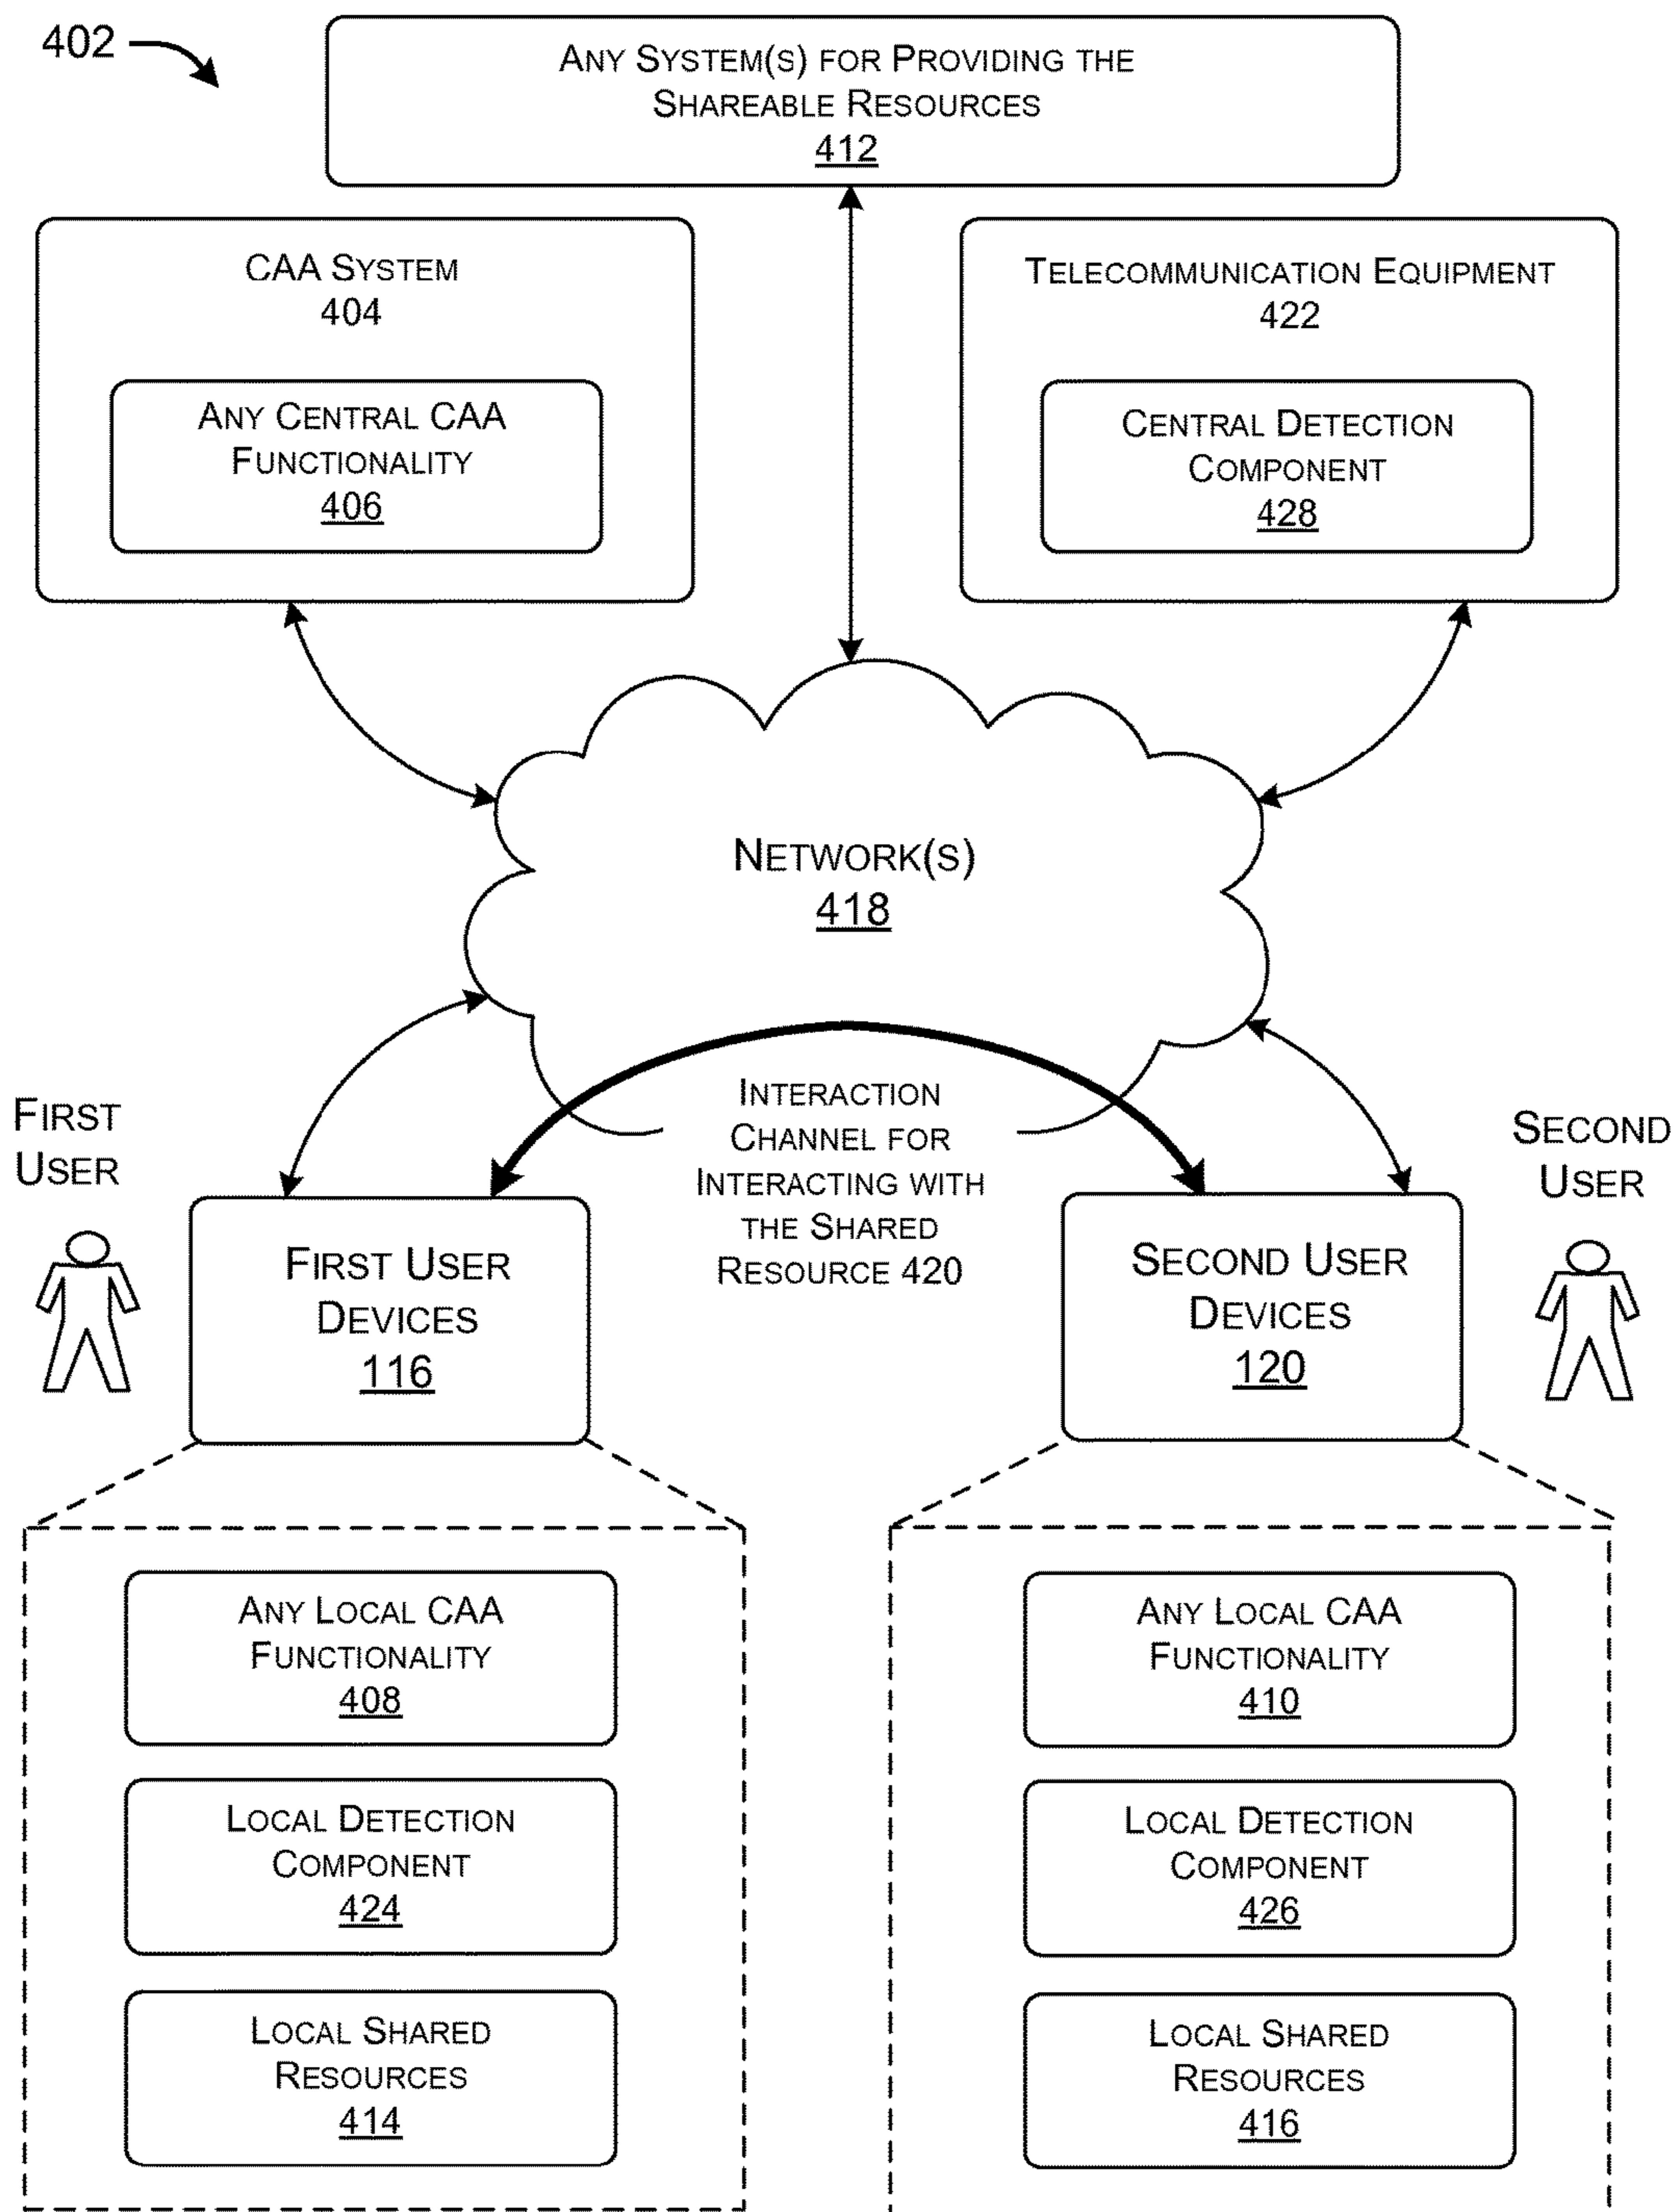 402
Any System(s) for Providing the
Shareable Resources
412
CAA System
404
Any Central CAA
Functionality
406
Telecommunication Equipment
422
Central Detection
Component
428
Network(s)
418
Interaction
Channel for
Interacting with
the Shared
Resource 420
First
User
Second
User
First User
Devices
116
Second User
Devices
120
Any Local CAA
Functionality
408
Local Detection
Component
424
Local Shared
Resources
414
Any Local CAA
Functionality
410
Local Detection
Component
426
Local Shared
Resources
416